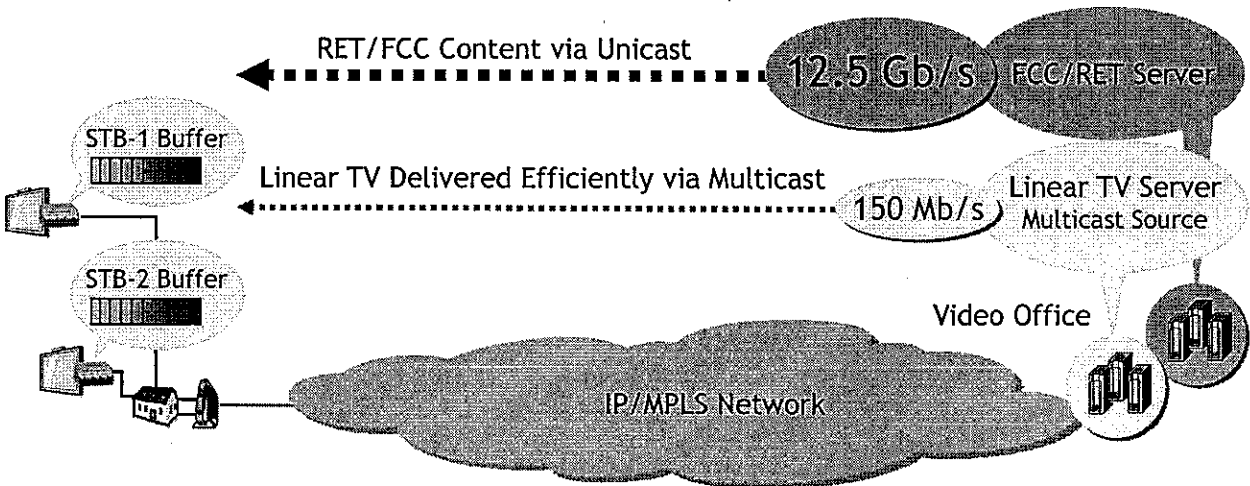 RET/FCC Content via Unicast
12.5 Gb/s
FCC/RET Server
STB-1 Buffer
Linear TV Delivered Efficiently via Multicast
150 Mb/s
Linear TV Server
Multicast Source
STB-2 Buffer
Video Office
IP/MPLS Network